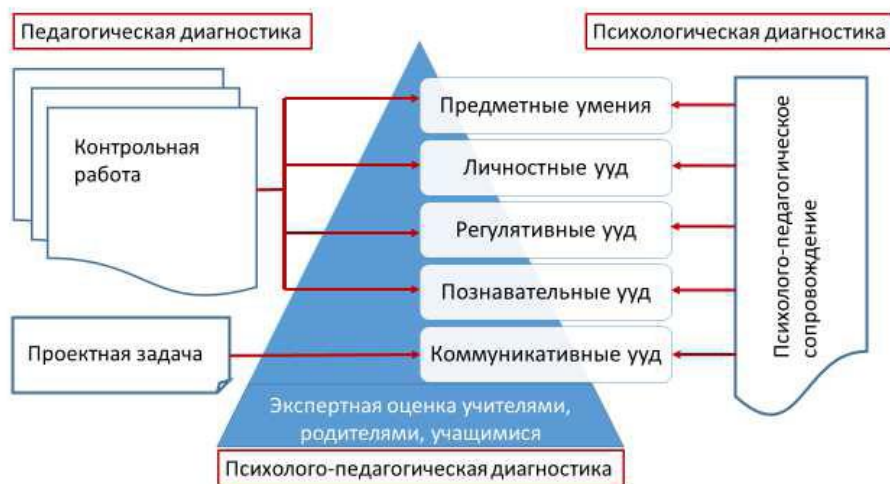 Педагогическая диагностика
Психологическая диагностика
Контрольная
работа
Предметные умения
Личностные ууд
Регулятивные ууд
Познавательные ууд
Проектная задача
Коммуникативные ууд
Психолого-педагогическое
сопровождение
Экспертная оценка учителями,
родителями, учащимися
Психолого-педагогическая диагностика